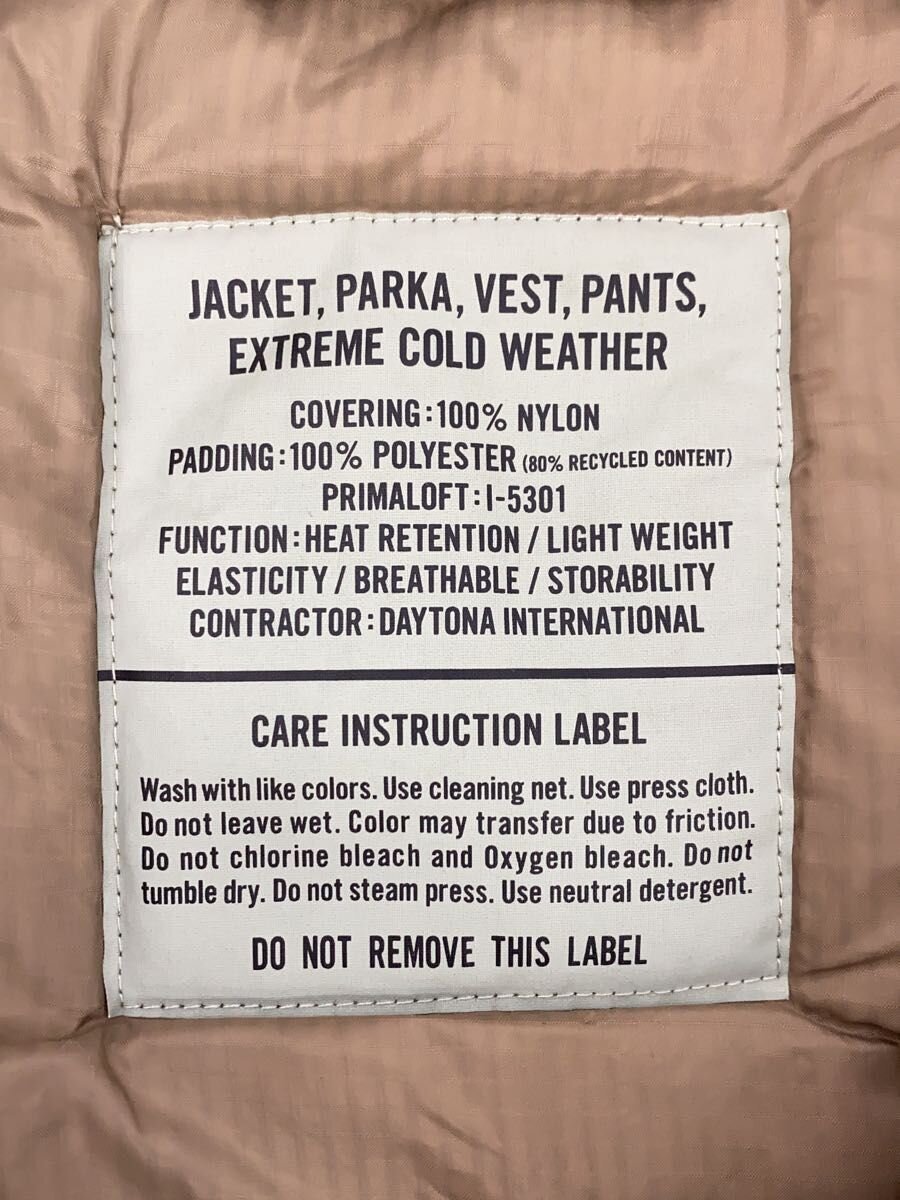 JACKET, PARKA, VEST, PANTS,
EXTREME COLD WEATHER
COVERING:100% NYLON
PADDING:100% POLYESTER (80% RECYCLED CONTENT)
PRIMALOFT:I-5301
FUNCTION:HEAT RETENTION / LIGHT WEIGHT
ELASTICITY / BREATHABLE / STORABILITY
CONTRACTOR:DAYTONA INTERNATIONAL
CARE INSTRUCTION LABEL
Wash with like colors. Use cleaning net. Use press cloth.
Do not leave wet. Color may transfer due to friction.
Do not chlorine bleach and Oxygen bleach. Do not
tumble dry. Do not steam press. Use neutral detergent.
DO NOT REMOVE THIS LABEL